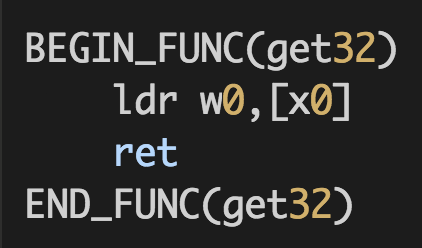 BEGIN_FUNC(get32)
    ldr w0,[x0]
    ret
END_FUNC(get32)